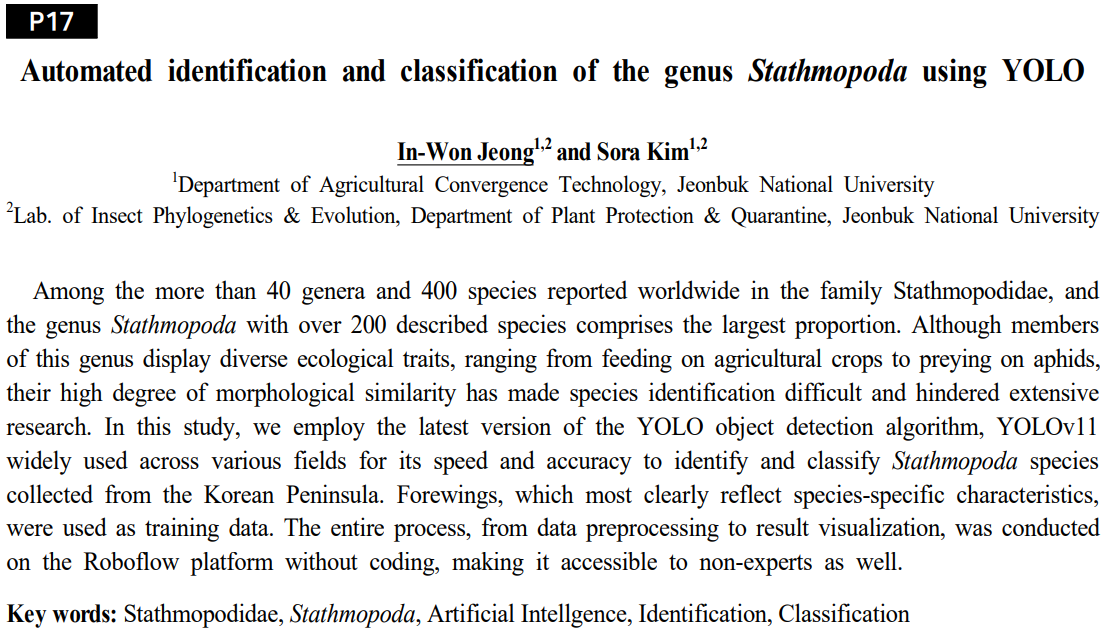 P17
Automated identification and classification of the genus Stathmopoda using YOLO
In-Won Jeong1,2 and Sora Kim1,2
1Department of Agricultural Convergence Technology, Jeonbuk National University
2Lab. of Insect Phylogenetics & Evolution, Department of Plant Protection & Quarantine, Jeonbuk National University
Among the more than 40 genera and 400 species reported worldwide in the family Stathmopodidae, and
the genus Stathmopoda with over 200 described species comprises the largest proportion. Although members
of this genus display diverse ecological traits, ranging from feeding on agricultural crops to preying on aphids,
their high degree of morphological similarity has made species identification difficult and hindered extensive
research. In this study, we employ the latest version of the YOLO object detection algorithm, YOLOv11
widely used across various fields for its speed and accuracy to identify and classify Stathmopoda species
collected from the Korean Peninsula. Forewings, which most clearly reflect species-specific characteristics,
were used as training data. The entire process, from data preprocessing to result visualization, was conducted
on the Roboflow platform without coding, making it accessible to non-experts as well.
Key words: Stathmopodidae, Stathmopoda, Artificial Intellgence, Identification, Classification